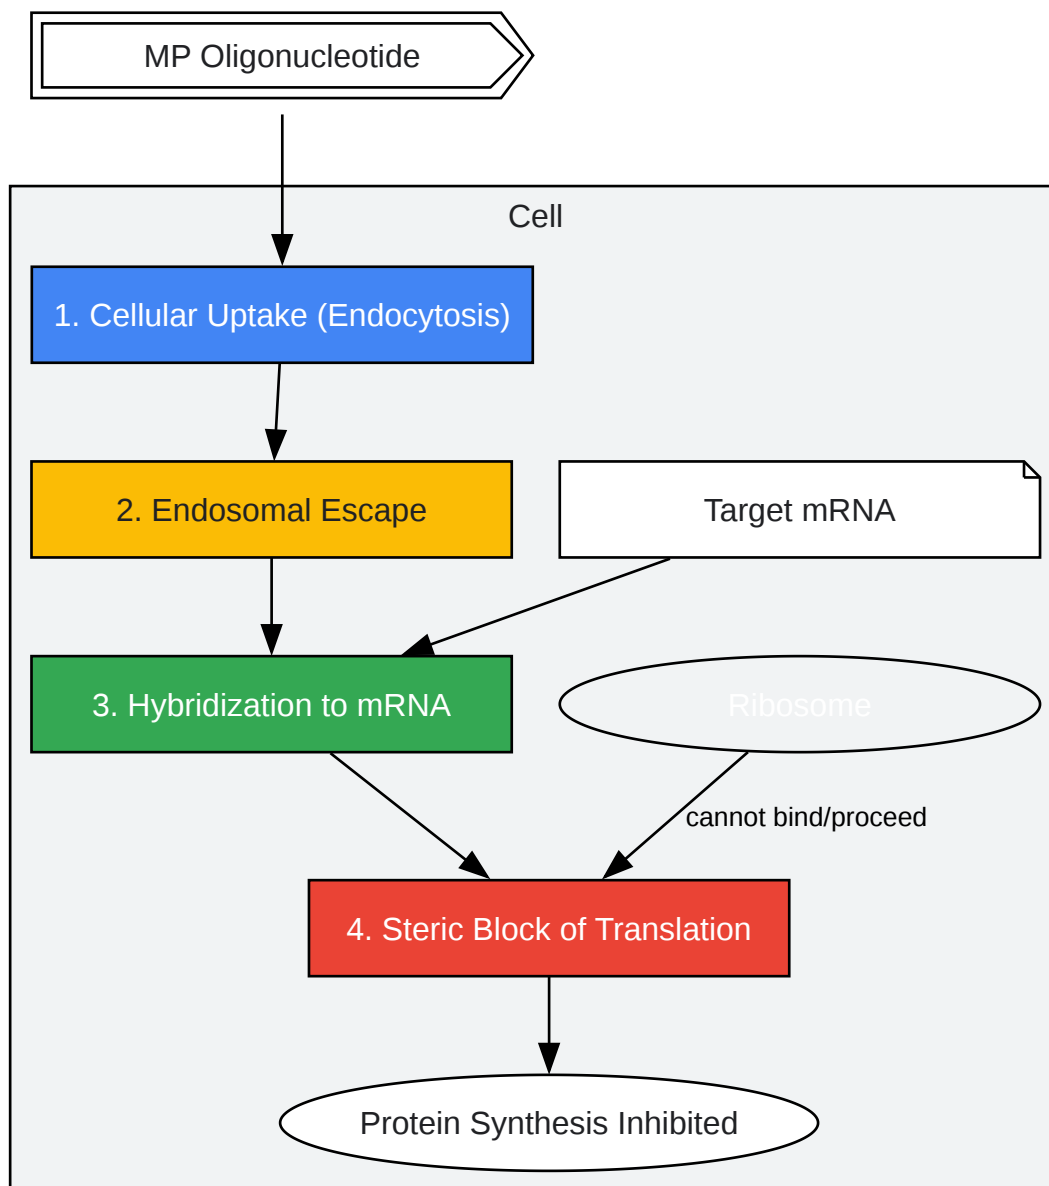 MP Oligonucleotide
Cell
1. Cellular Uptake (Endocytosis)
2. Endosomal Escape
Target mRNA
3. Hybridization to mRNA
Ribosome
cannot bind/proceed
4. Steric Block of Translation
Protein Synthesis Inhibited